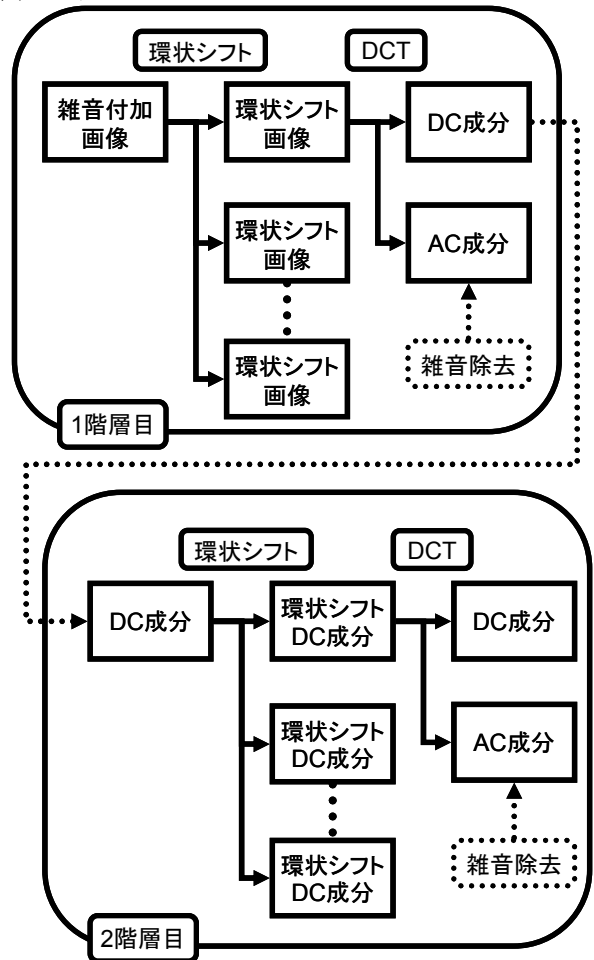 環状シフト
DCT
雑音付加
画像
環状シフト
画像
DC成分
環状シフト
画像
AC成分
環状シフト
画像
雑音除去
1階層目
環状シフト
DCT
DC成分
環状シフト
DC成分
DC成分
環状シフト
DC成分
AC成分
環状シフト
DC成分
雑音除去
2階層目